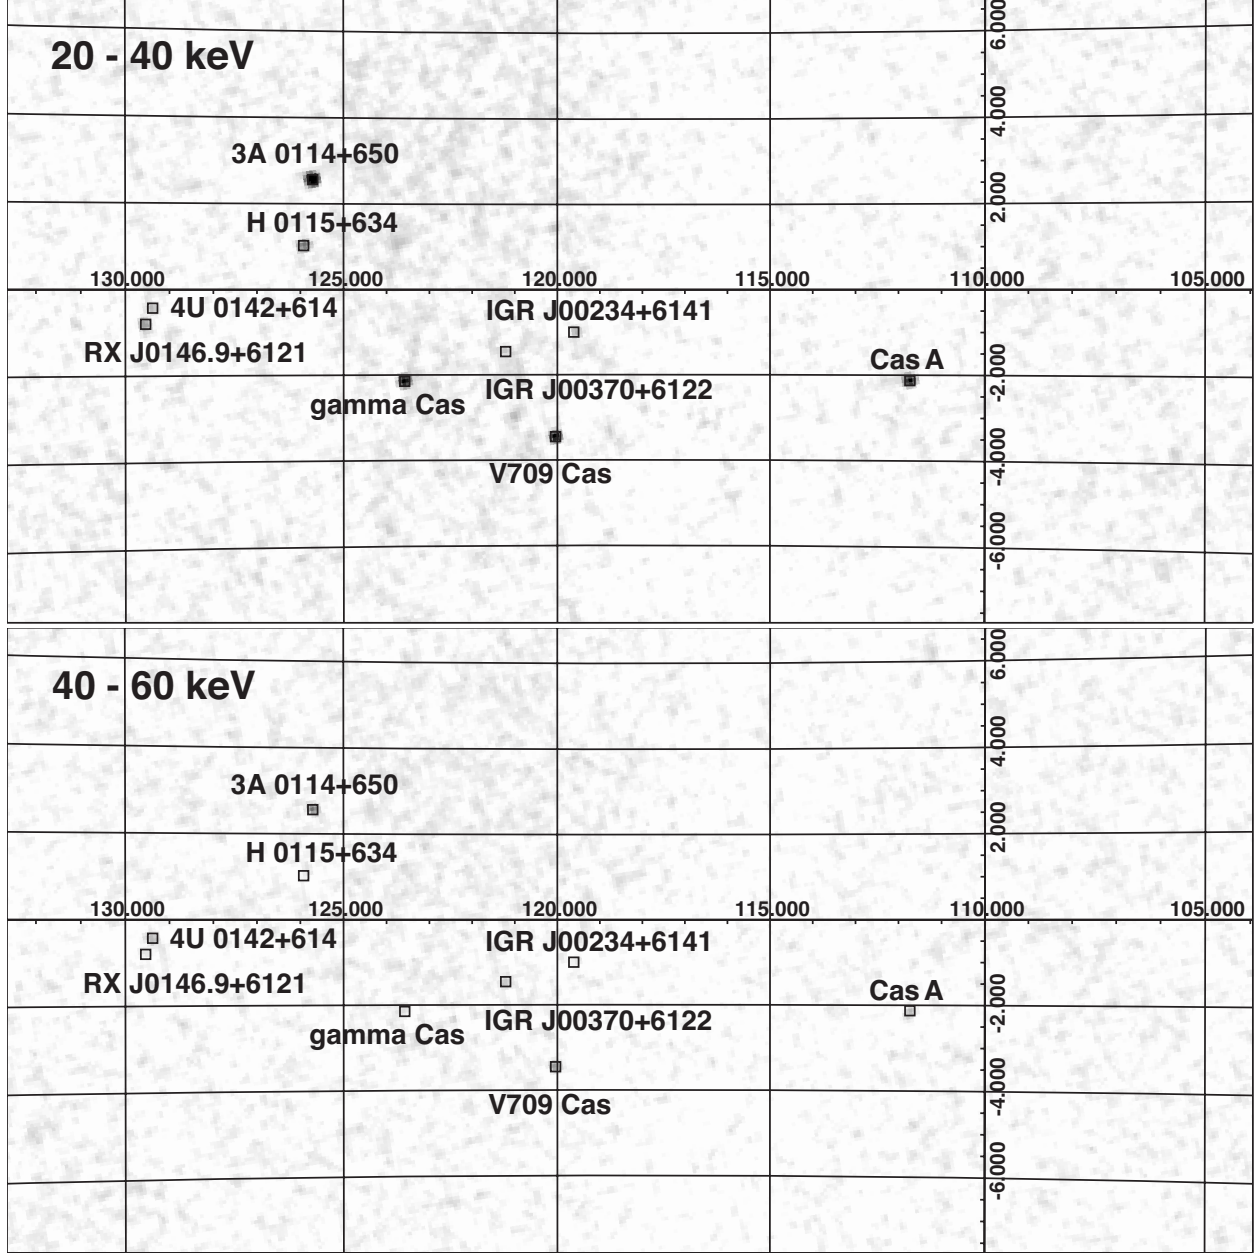 6.000
20 - 40 keV
4.000
3A 0114+650
2.000
H 0115+634
130.000 125.000 120.000 115.000 110.000 105.000
4U 0142+614 IGR J00234+6141
RX J0146.9+6121 Cas A -2.000
gamma Cas IGR J00370+6122
-4.000
V709 Cas
-6.000
6.000
40 - 60 keV
4.000
3A 0114+650
2.000
H 0115+634
130.000 125.000 120.000 115.000 110.000 105.000
4U 0142+614 IGR J00234+6141
RX J0146.9+6121 Cas A -2.000
gamma Cas IGR J00370+6122
-4.000
V709 Cas
-6.000